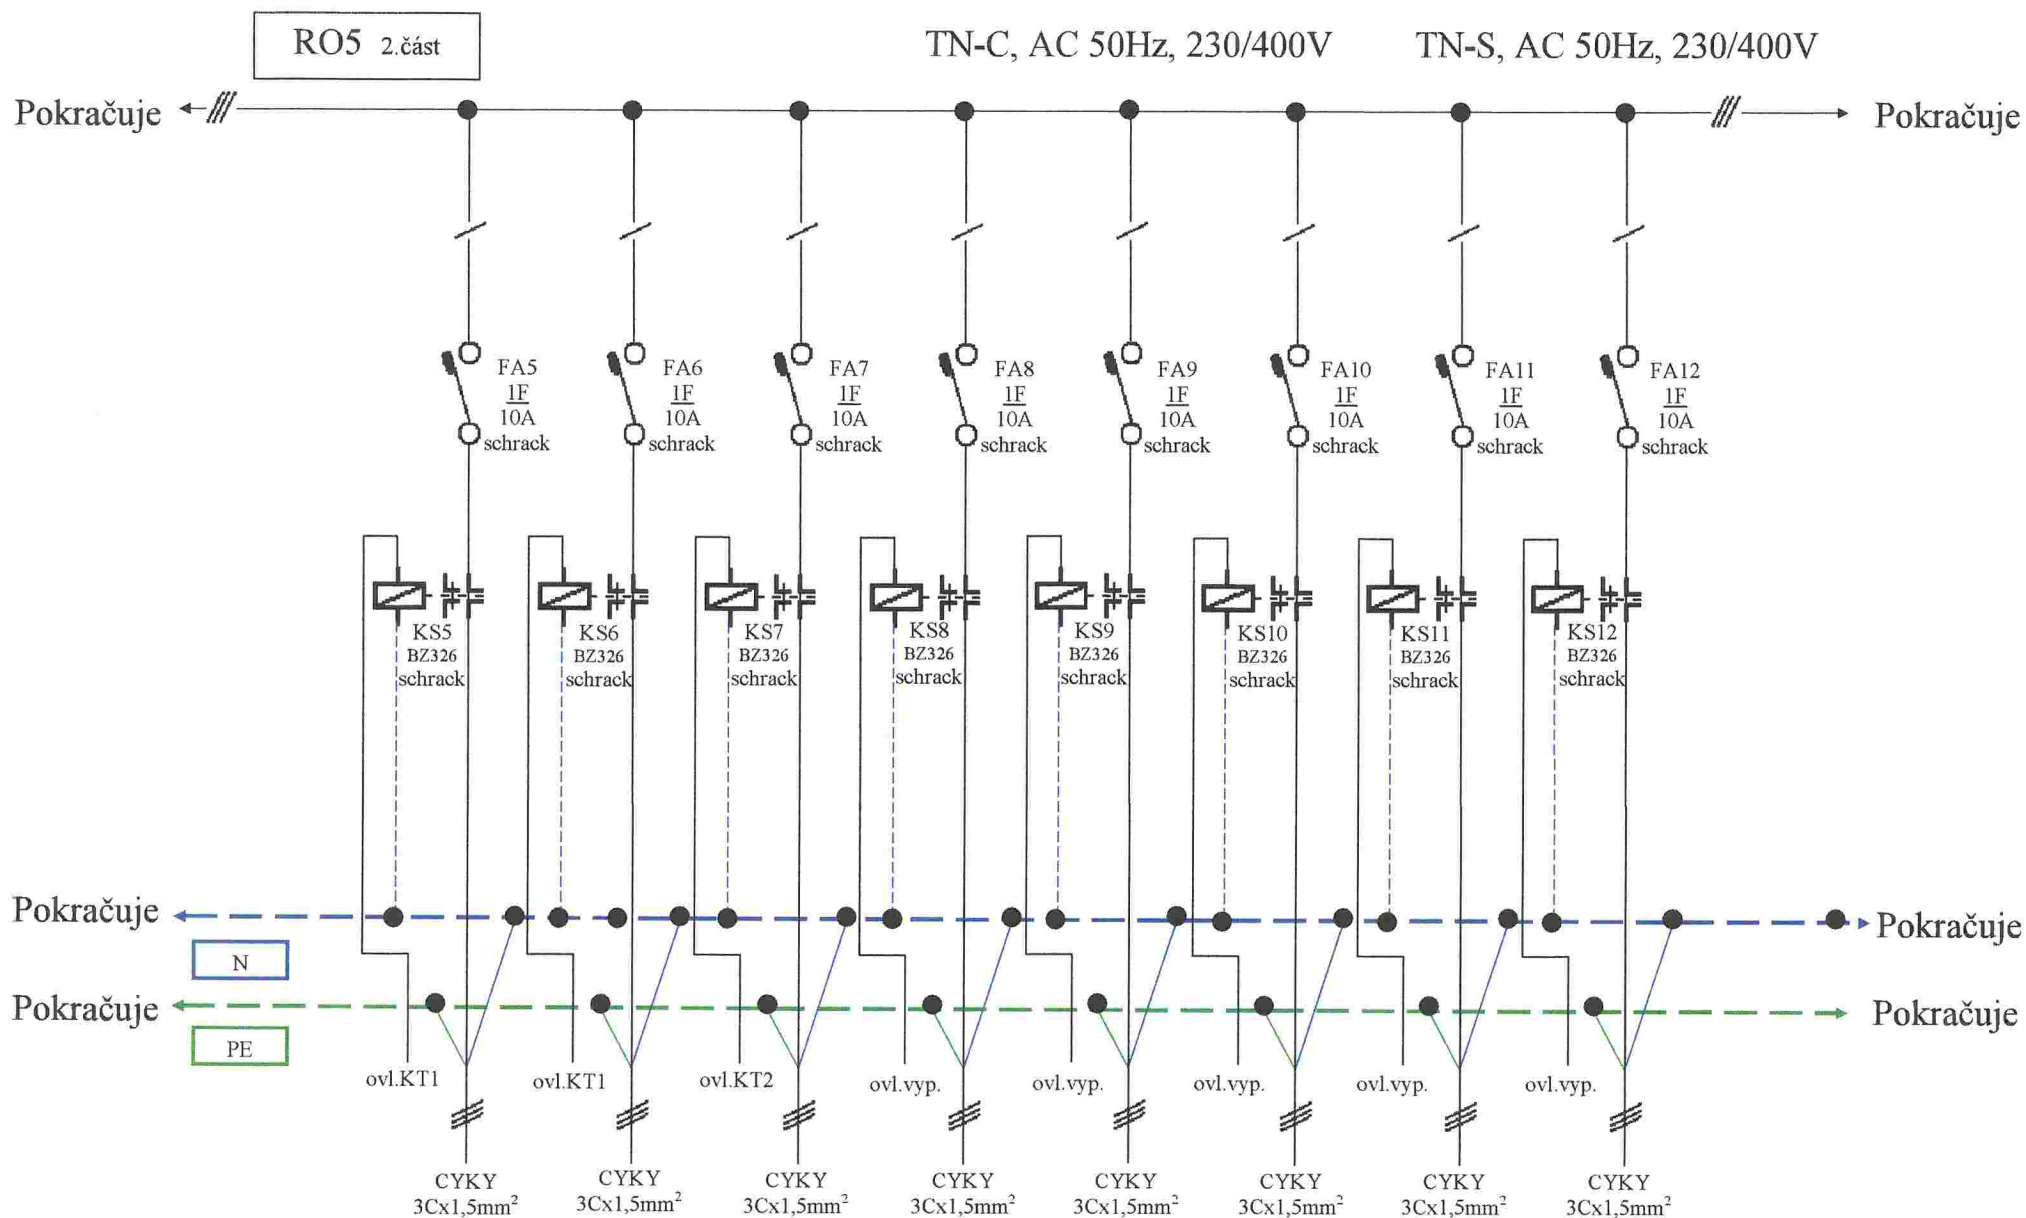 RO5 2.část
TN-C, AC 50Hz, 230/400V
TN-S, AC 50Hz, 230/400V
Pokračuje
Pokračuje
FA5
1F
10A
schrack
FA6
1F
10A
schrack
FA7
1F
10A
schrack
FA8
1F
10A
schrack
FA9
1F
10A
schrack
FA10
1F
10A
schrack
FA11
1F
10A
schrack
FA12
1F
10A
schrack
KS5
BZ326
schrack
KS6
BZ326
schrack
KS7
BZ326
schrack
KS8
BZ326
schrack
KS9
BZ326
schrack
KS10
BZ326
schrack
KS11
BZ326
schrack
KS12
BZ326
schrack
Pokračuje
Pokračuje
N
Pokračuje
Pokračuje
PE
ovl.KT1
ovl.KT1
ovl.KT2
ovl.vyp.
ovl.vyp.
ovl.vyp.
ovl.vyp.
ovl.vyp.
CYKY
3Cx1,5mm²
CYKY
3Cx1,5mm²
CYKY
3Cx1,5mm²
CYKY
3Cx1,5mm²
CYKY
3Cx1,5mm²
CYKY
3Cx1,5mm²
CYKY
3Cx1,5mm²
CYKY
3Cx1,5mm²